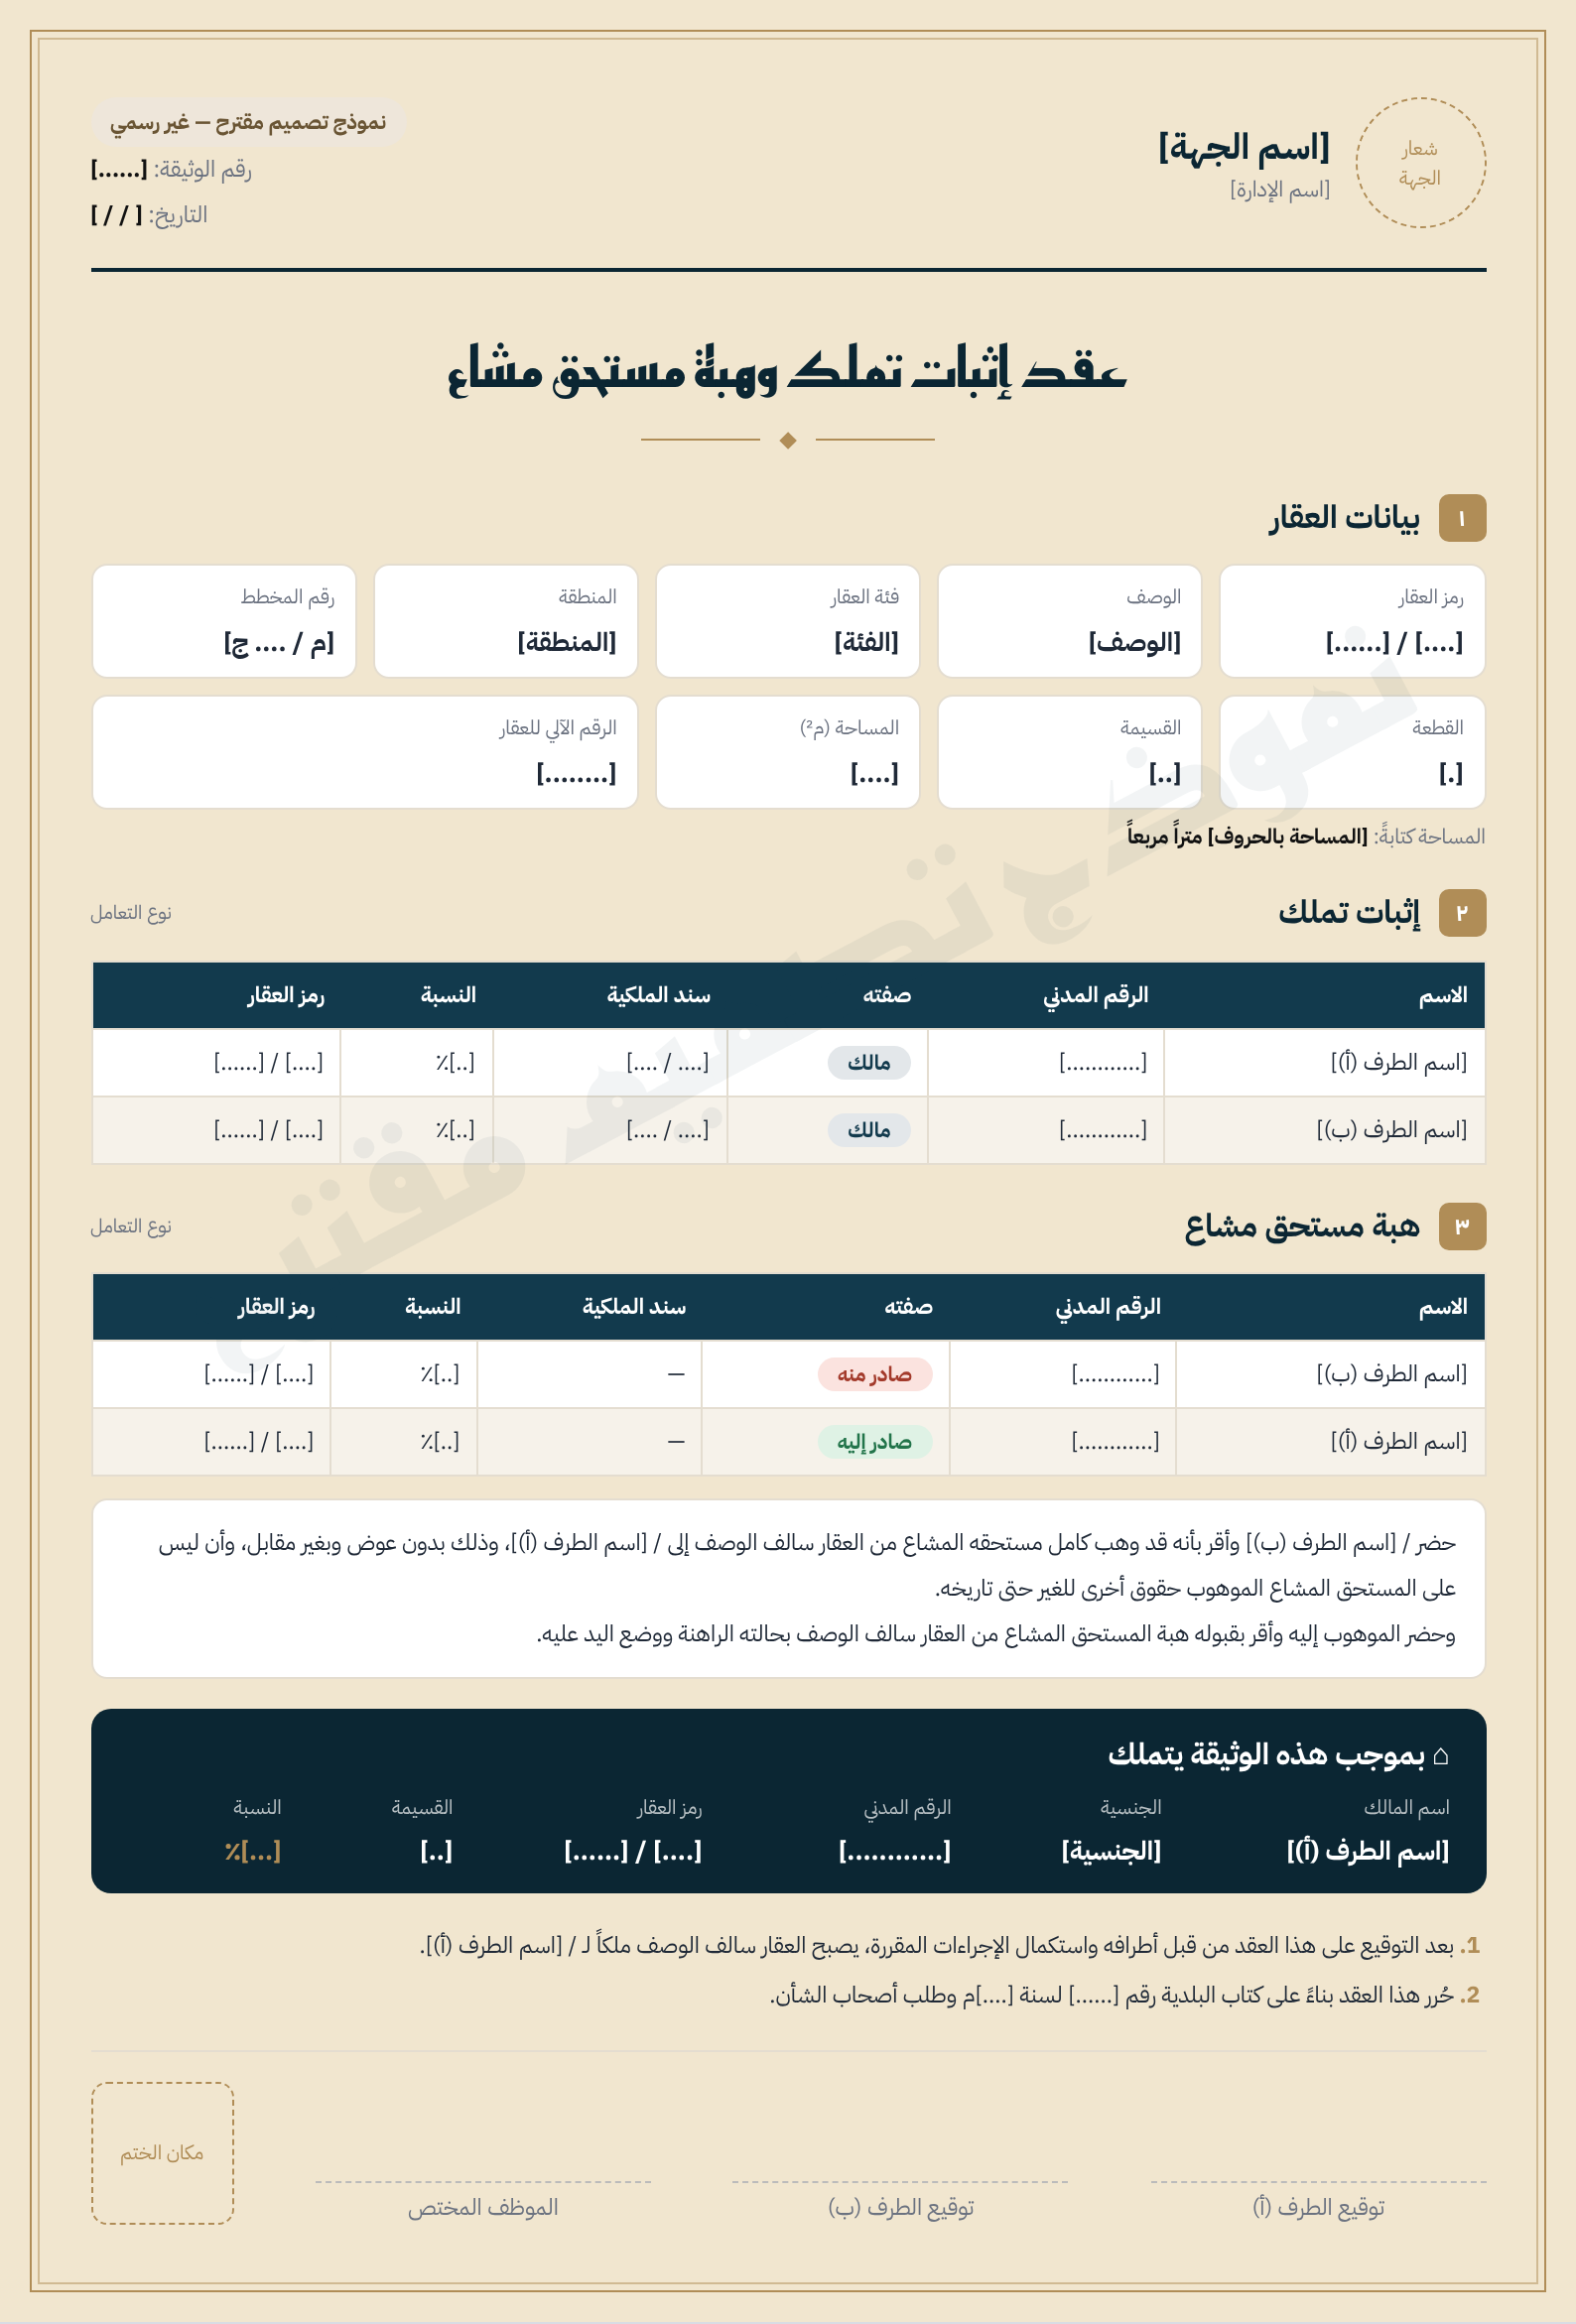 شعار
الجهة
[اسم الجهة]
[اسم الإدارة]
نموذج تصميم مقترح — غير رسمي
رقم الوثيقة: [......]
التاريخ: [ / / ]
عقد إثبات تملك وهبة مستحق مشاع
١ بيانات العقار
رمز العقار
[....] / [......]
الوصف
[الوصف]
فئة العقار
[الفئة]
المنطقة
[المنطقة]
رقم المخطط
[م / .... ج]
القطعة
[.]
القسيمة
[..]
المساحة (م²)
[....]
الرقم الآلي للعقار
[........]
المساحة كتابةً: [المساحة بالحروف] متراً مربعاً
٢ إثبات تملك نوع التعامل
الاسم الرقم المدني صفته سند الملكية النسبة رمز العقار
[اسم الطرف (أ)] [............] مالك [.... / ....] [..]٪ [....] / [......]
[اسم الطرف (ب)] [............] مالك [.... / ....] [..]٪ [....] / [......]
٣ هبة مستحق مشاع نوع التعامل
الاسم الرقم المدني صفته سند الملكية النسبة رمز العقار
[اسم الطرف (ب)] [............] صادر منه — [..]٪ [....] / [......]
[اسم الطرف (أ)] [............] صادر إليه — [..]٪ [....] / [......]
حضر / [اسم الطرف (ب)] وأقر بأنه قد وهب كامل مستحقه المشاع من العقار سالف الوصف إلى / [اسم الطرف (أ)]، وذلك بدون عوض وبغير مقابل، وأن ليس
على المستحق المشاع الموهوب حقوق أخرى للغير حتى تاريخه.
وحضر الموهوب إليه وأقر بقبوله هبة المستحق المشاع من العقار سالف الوصف بحالته الراهنة ووضع اليد عليه.
⌂ بموجب هذه الوثيقة يتملك
اسم المالك الجنسية الرقم المدني رمز العقار القسيمة النسبة
[اسم الطرف (أ)] [الجنسية] [............] [....] / [......] [..] [...]٪
1. بعد التوقيع على هذا العقد من قبل أطرافه واستكمال الإجراءات المقررة، يصبح العقار سالف الوصف ملكاً لـ / [اسم الطرف (أ)].
2. حُرر هذا العقد بناءً على كتاب البلدية رقم [......] لسنة [....]م وطلب أصحاب الشأن.
توقيع الطرف (أ)
توقيع الطرف (ب)
الموظف المختص
مكان الختم
نموذج تصميم مقترح